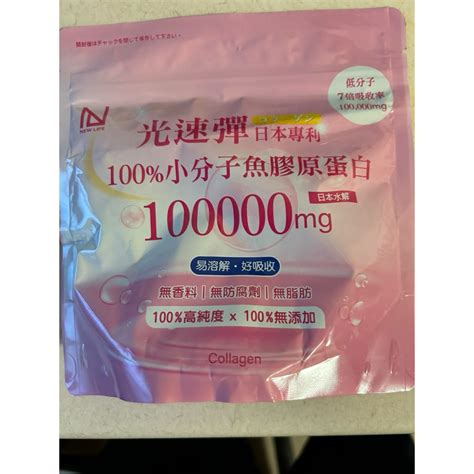 開封後はチャックを閉じて保存して下さい。
NEW LIFE
低分子
7倍吸收率
100,000mg
光速彈
日本專利
100%小分子魚膠原蛋白
100000mg
日本水解
易溶解・好吸收
無香料|無防腐劑|無脂肪
100%高純度 x 100%無添加
Collagen